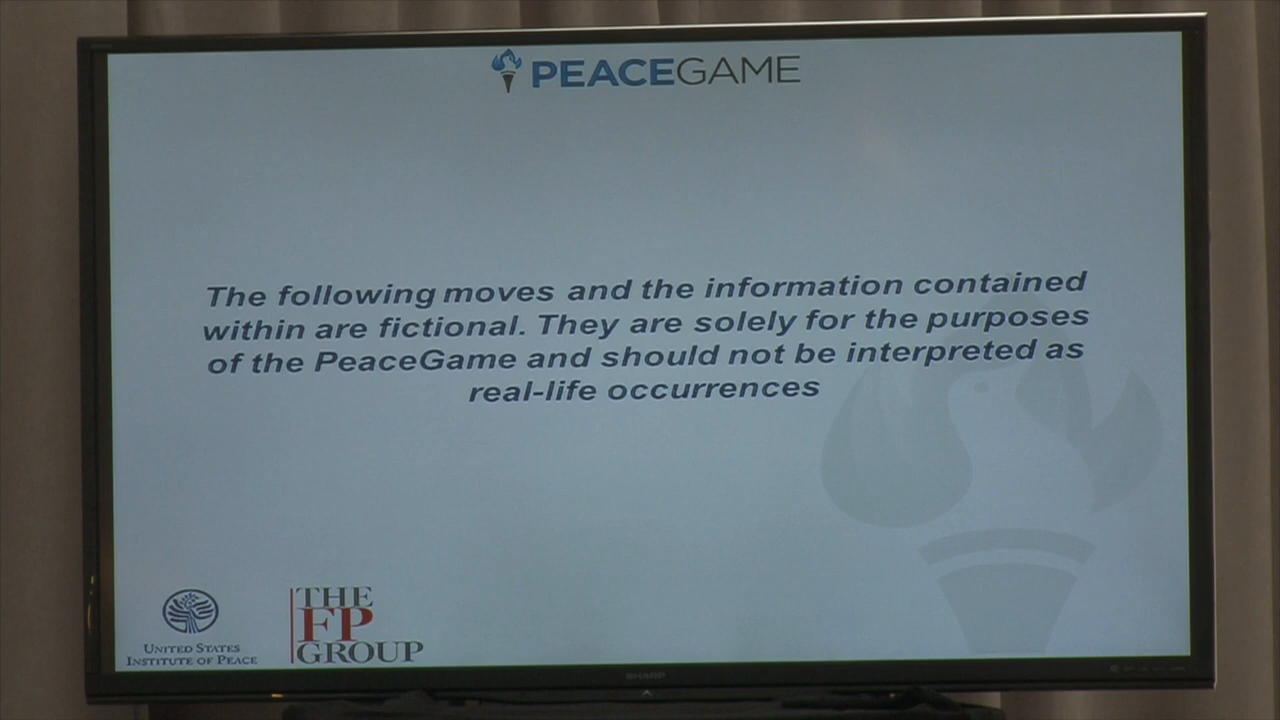 PEACEGAME
The following moves and the information contained
within are fictional. They are solely for the purposes
of the PeaceGame and should not be interpreted as
real-life occurrences
UNITED STATES
INSTITUTE OF PEACE
THE
FP
GROUP
SHARP